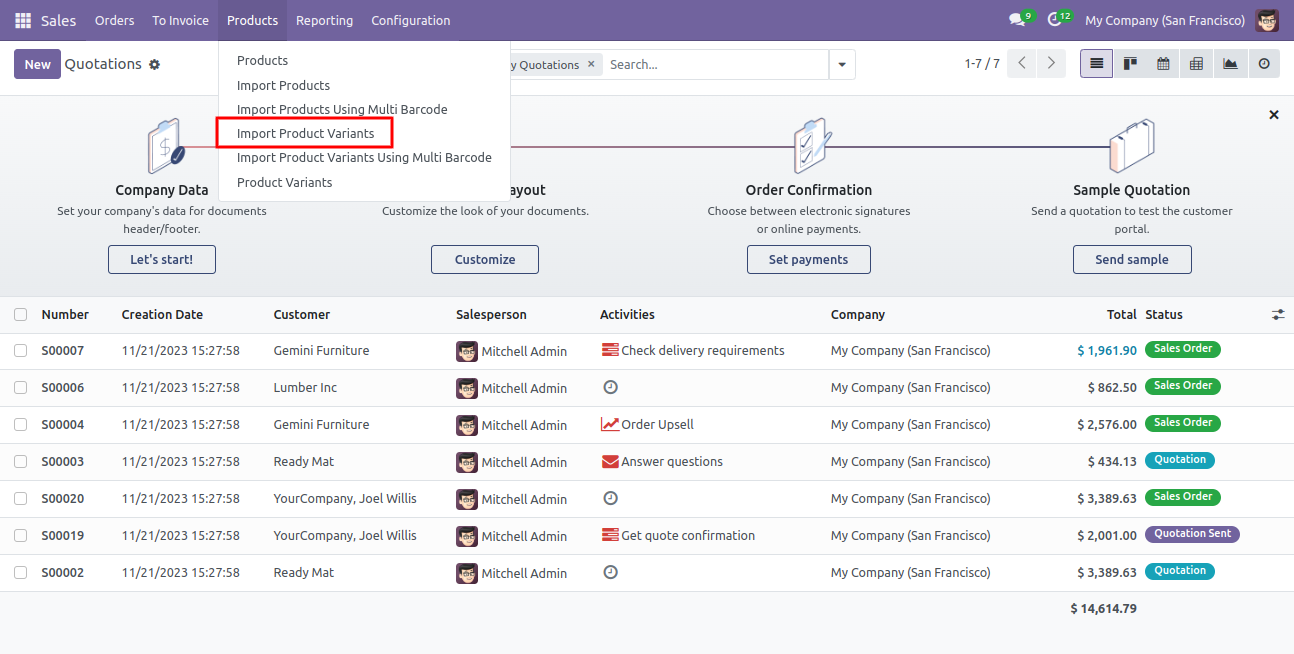 Sales Orders To Invoice Products Reporting Configuration 9 12 My Company (San Francisco)
New Quotations y Quotations × Search... 1-7 / 7
Products
Import Products
Import Products Using Multi Barcode
Import Product Variants
Import Product Variants Using Multi Barcode
Product Variants
Company Data
Set your company's data for documents
header/footer.
Let's start!
ayout
Customize the look of your documents.
Customize
Order Confirmation
Choose between electronic signatures
or online payments.
Set payments
Sample Quotation
Send a quotation to test the customer
portal.
Send sample
Number Creation Date Customer Salesperson Activities Company Total Status
S00007 11/21/2023 15:27:58 Gemini Furniture Mitchell Admin Check delivery requirements My Company (San Francisco) $ 1,961.90 Sales Order
S00006 11/21/2023 15:27:58 Lumber Inc Mitchell Admin My Company (San Francisco) $ 862.50 Sales Order
S00004 11/21/2023 15:27:58 Gemini Furniture Mitchell Admin Order Upsell My Company (San Francisco) $ 2,576.00 Sales Order
S00003 11/21/2023 15:27:58 Ready Mat Mitchell Admin Answer questions My Company (San Francisco) $ 434.13 Quotation
S00020 11/21/2023 15:27:58 YourCompany, Joel Willis Mitchell Admin My Company (San Francisco) $ 3,389.63 Sales Order
S00019 11/21/2023 15:27:58 YourCompany, Joel Willis Mitchell Admin Get quote confirmation My Company (San Francisco) $ 2,001.00 Quotation Sent
S00002 11/21/2023 15:27:58 Ready Mat Mitchell Admin My Company (San Francisco) $ 3,389.63 Quotation
$ 14,614.79